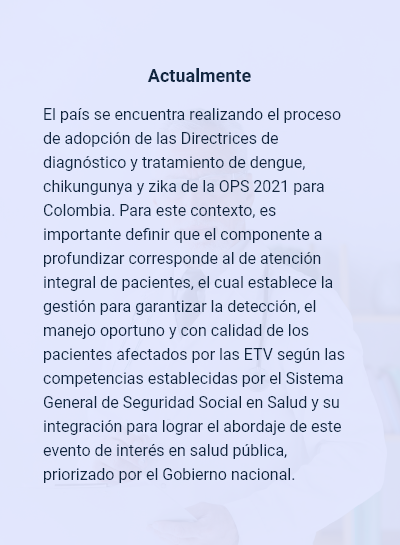 Actualmente
El país se encuentra realizando el proceso
de adopción de las Directrices de
diagnóstico y tratamiento de dengue,
chikungunya y zika de la OPS 2021 para
Colombia. Para este contexto, es
importante definir que el componente a
profundizar corresponde al de atención
integral de pacientes, el cual establece la
gestión para garantizar la detección, el
manejo oportuno y con calidad de los
pacientes afectados por las ETV según las
competencias establecidas por el Sistema
General de Seguridad Social en Salud y su
integración para lograr el abordaje de este
evento de interés en salud pública,
priorizado por el Gobierno nacional.